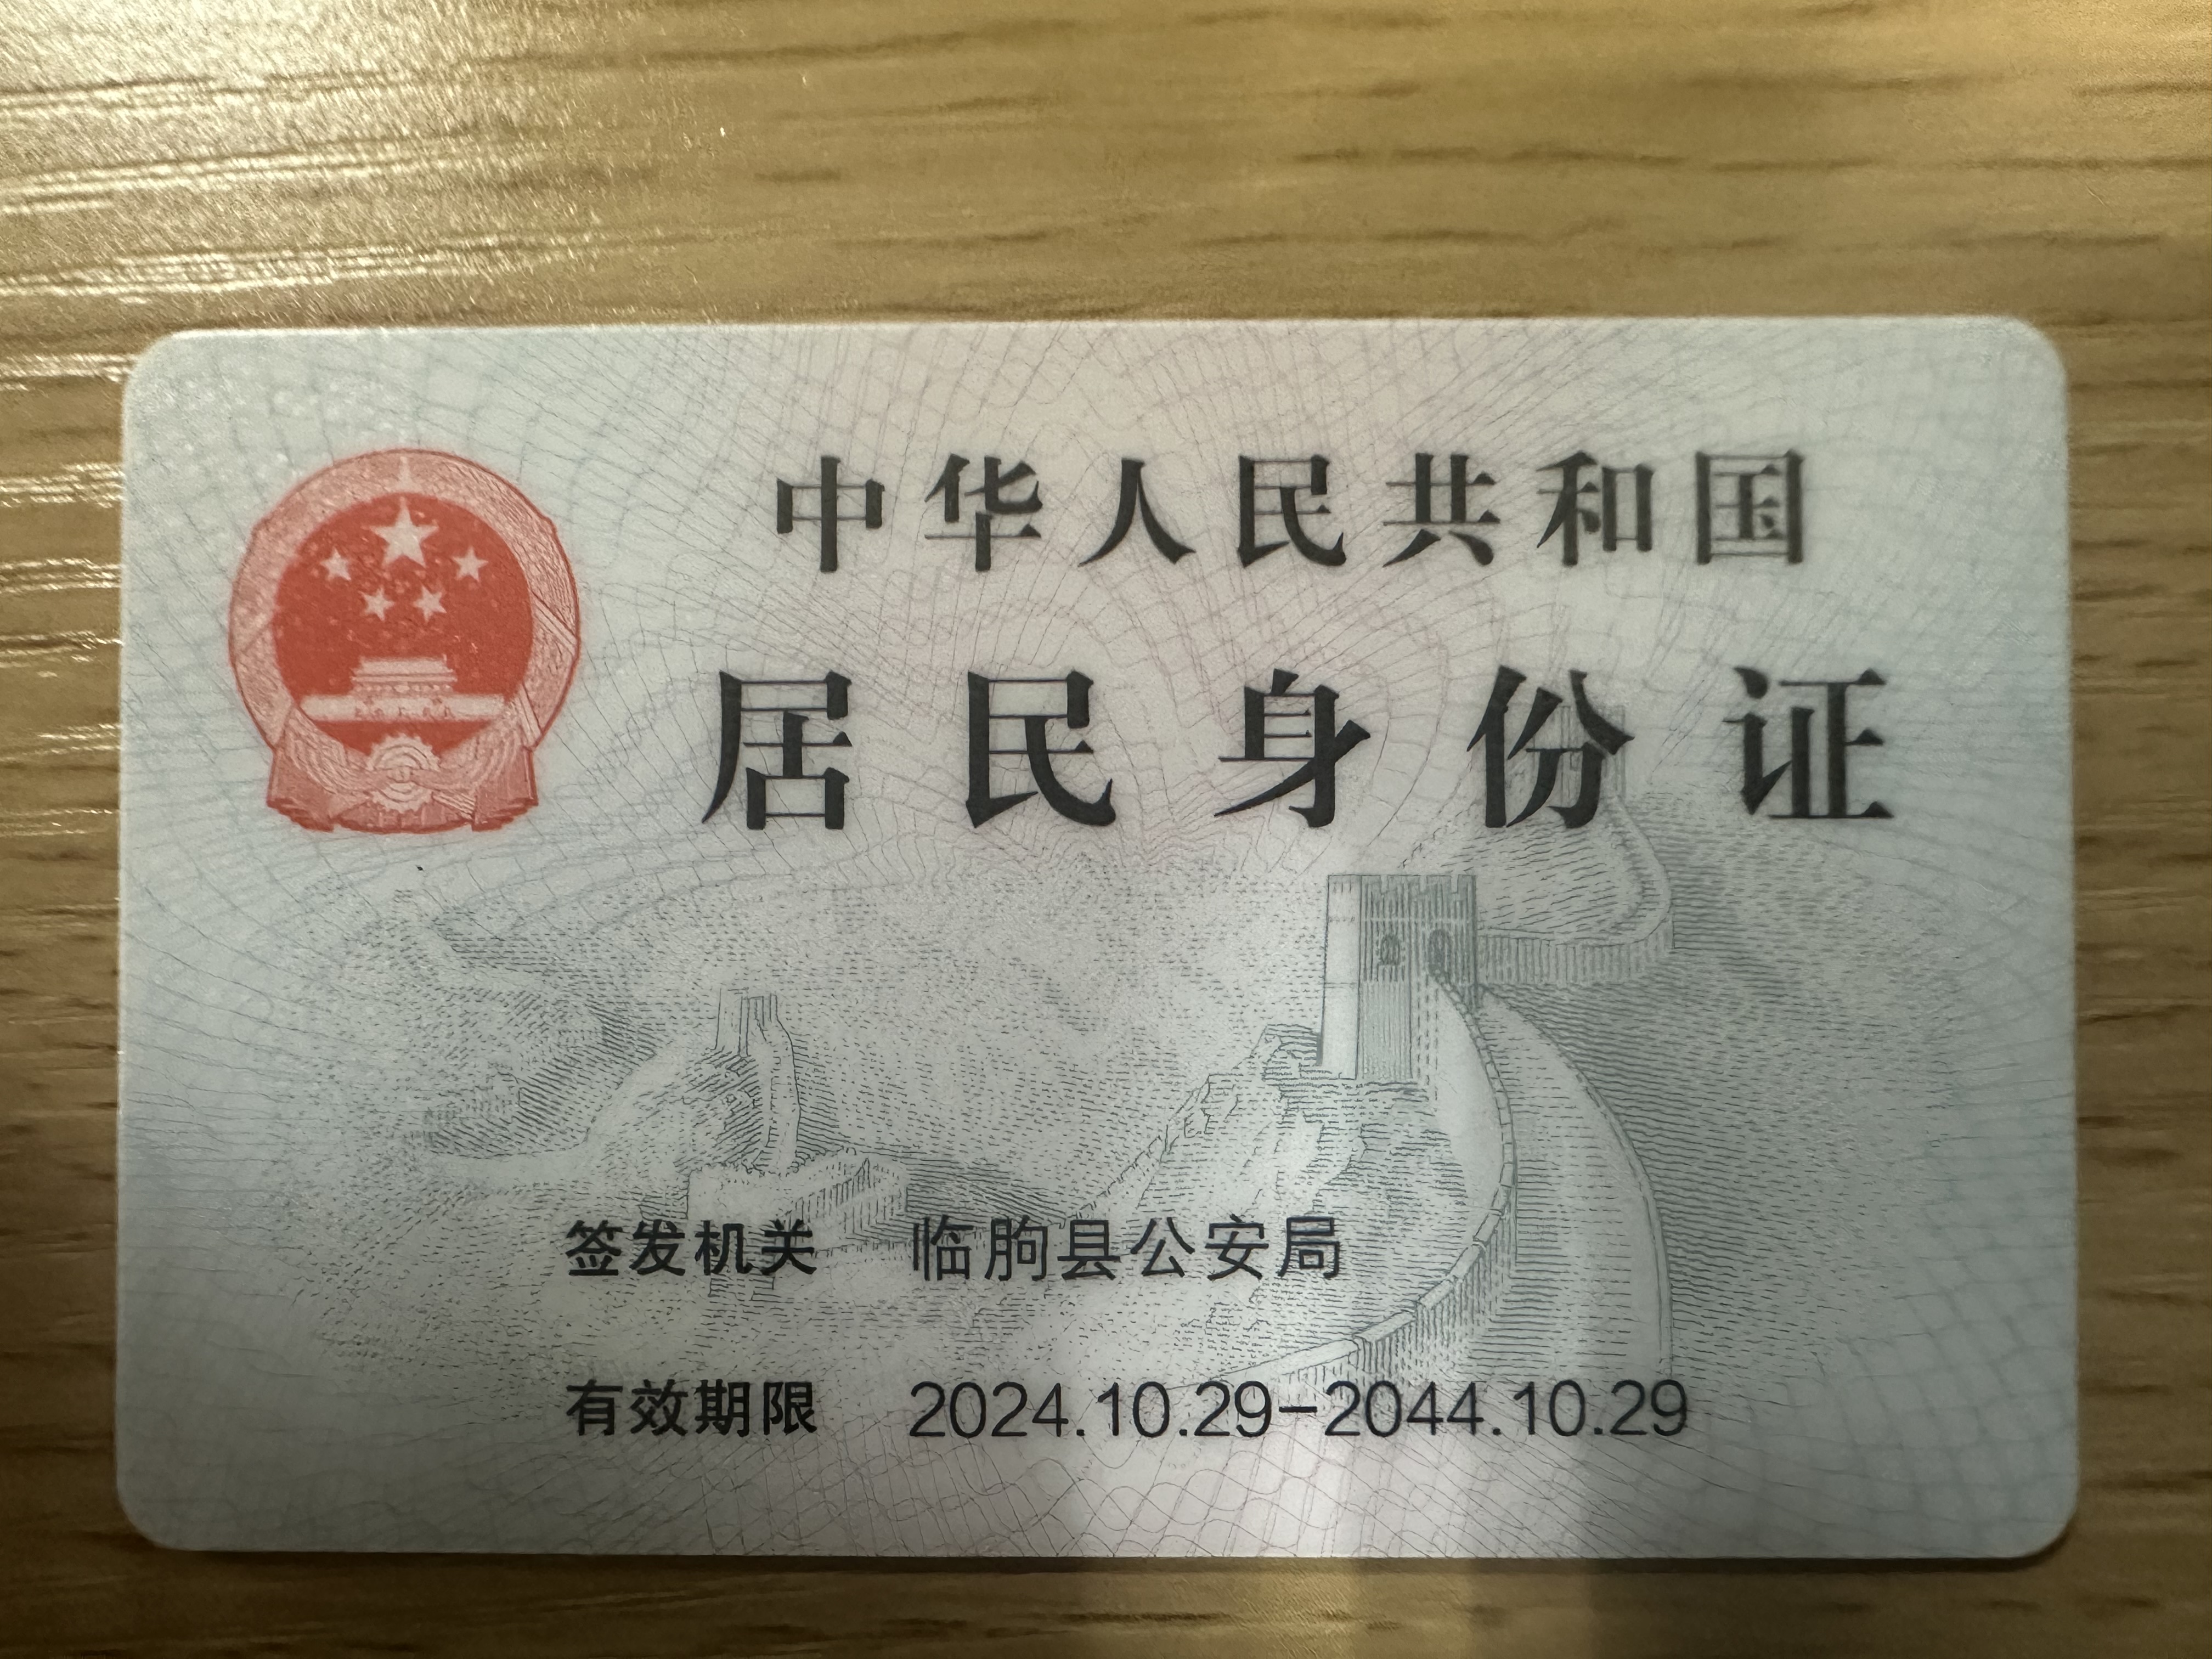 中华人民共和国
居民身份证
签发机关 临朐县公安局
有效期限 2024.10.29-2044.10.29